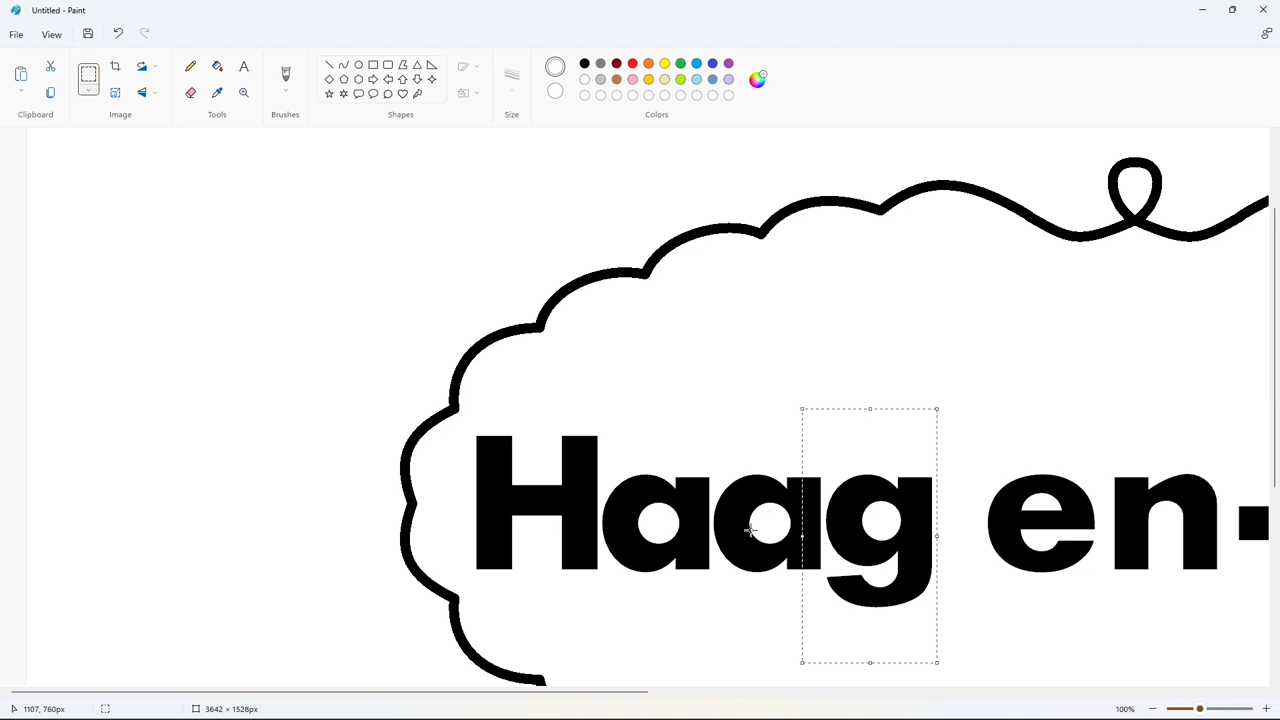 Untitled - Paint
File View
Clipboard Image Tools Brushes Shapes Size Colors
Haag en-
1107, 760px 3642 × 1528px 100%